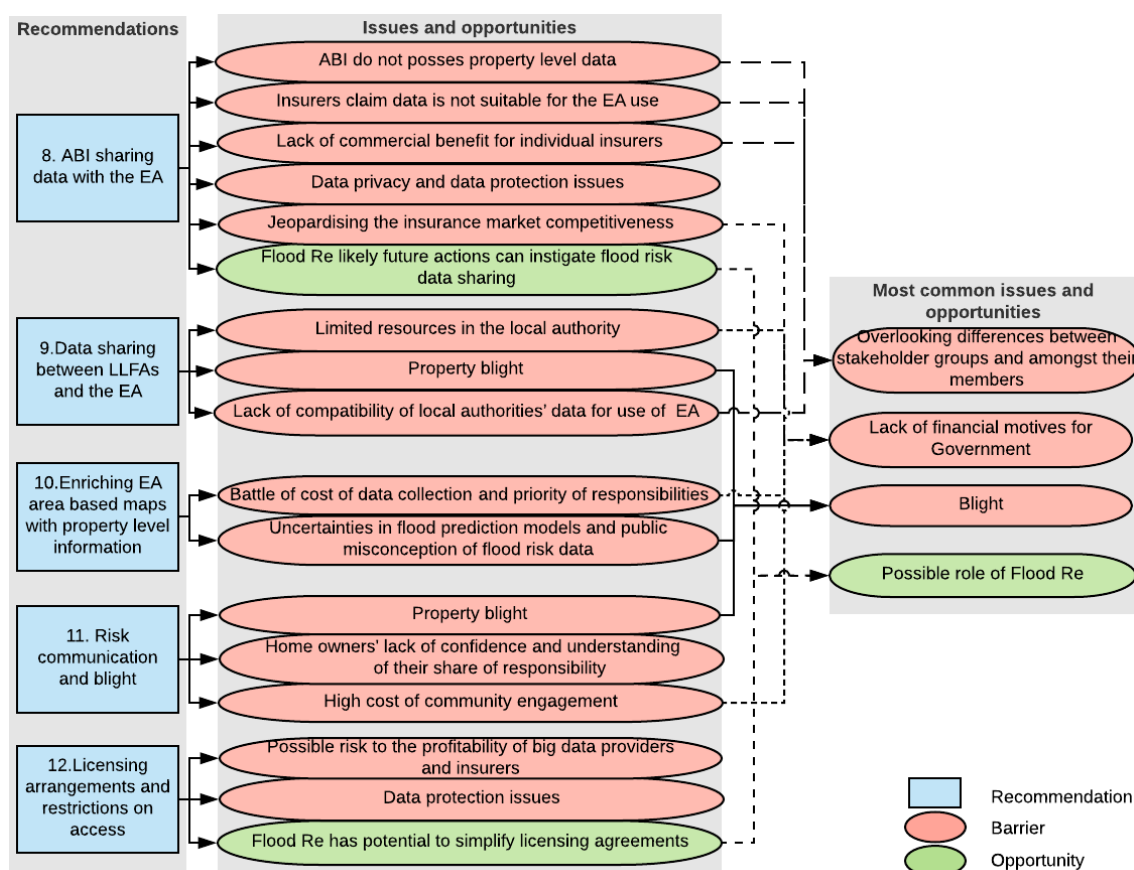 Recommendations
Issues and opportunities
8. ABI sharing
data with the EA
ABI do not posses property level data
Insurers claim data is not suitable for the EA use
Lack of commercial benefit for individual insurers
Data privacy and data protection issues
Jeopardising the insurance market competitiveness
Flood Re likely future actions can instigate flood risk
data sharing
9.Data sharing
between LLFAs
and the EA
Limited resources in the local authority
Property blight
Lack of compatibility of local authorities' data for use of EA
10.Enriching EA
area based maps
with property level
information
Battle of cost of data collection and priority of responsibilities
Uncertainties in flood prediction models and public
misconception of flood risk data
11. Risk
communication
and blight
Property blight
Home owners' lack of confidence and understanding
of their share of responsibility
High cost of community engagement
12.Licensing
arrangements and
restrictions on
access
Possible risk to the profitability of big data providers
and insurers
Data protection issues
Flood Re has potential to simplify licensing agreements
Most common issues and
opportunities
Overlooking differences between
stakeholder groups and amongst their
members
Lack of financial motives for
Government
Blight
Possible role of Flood Re
Recommendation
Barrier
Opportunity